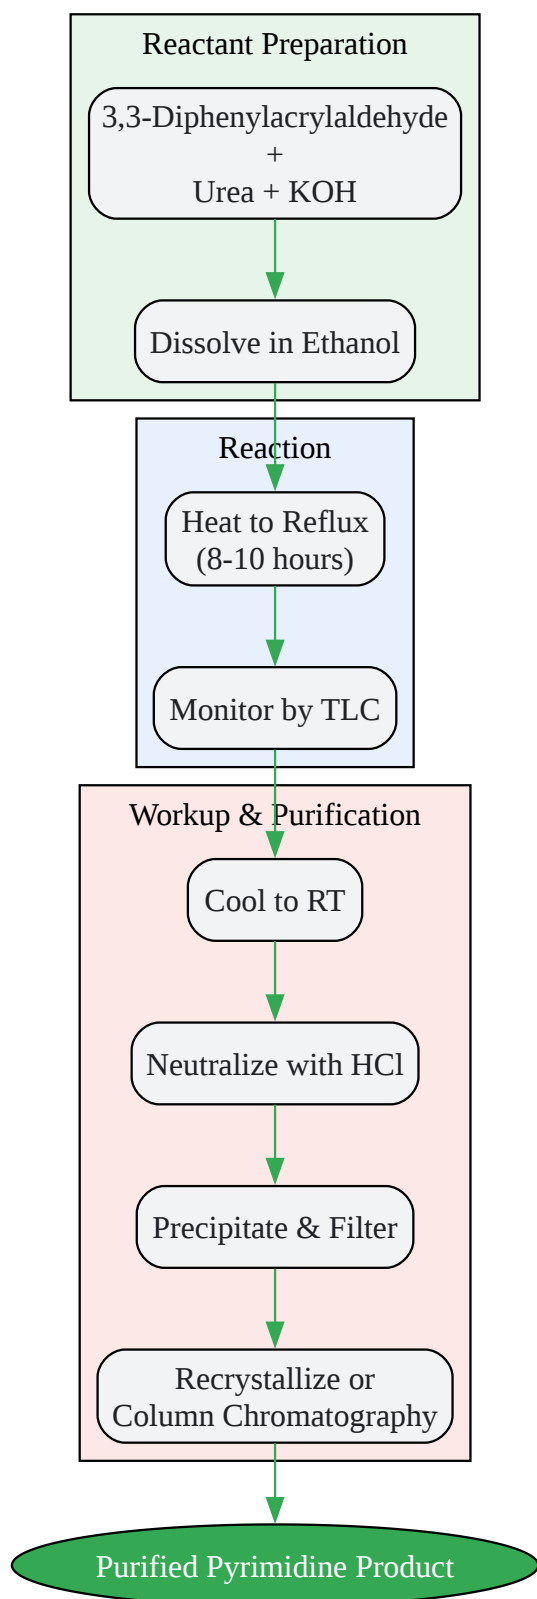 Reactant Preparation
3,3-Diphenylacrylaldehyde
+
Urea + KOH
Dissolve in Ethanol
Reaction
Heat to Reflux
(8-10 hours)
Monitor by TLC
Workup & Purification
Cool to RT
Neutralize with HCl
Precipitate & Filter
Recrystallize or
Column Chromatography
Purified Pyrimidine Product